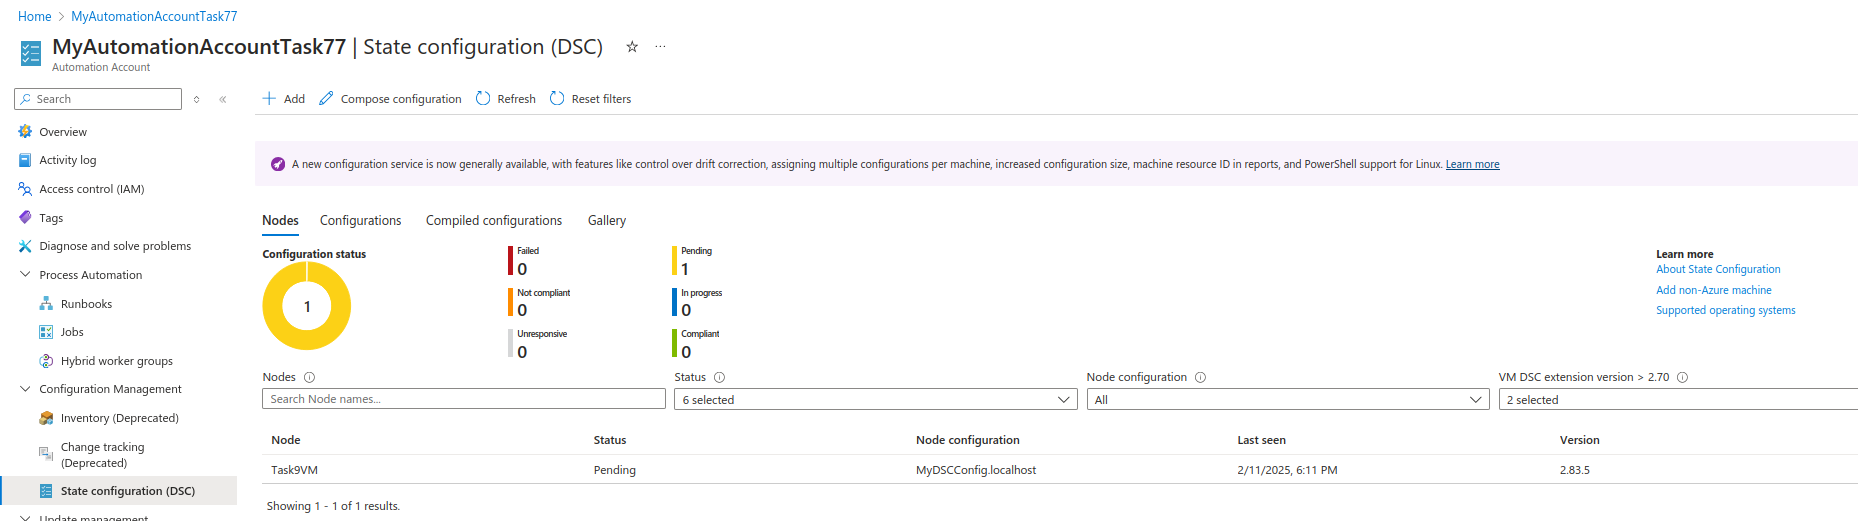 Home > MyAutomationAccountTask77
MyAutomationAccountTask77 | State configuration (DSC) ☆ ...
Automation Account
Search
Add Compose configuration Refresh Reset filters
Overview
Activity log
Access control (IAM)
Tags
Diagnose and solve problems
Process Automation
Runbooks
Jobs
Hybrid worker groups
Configuration Management
Inventory (Deprecated)
Change tracking
(Deprecated)
State configuration (DSC)
Update management
A new configuration service is now generally available, with features like control over drift correction, assigning multiple configurations per machine, increased configuration size, machine resource ID in reports, and PowerShell support for Linux. Learn more
Nodes Configurations Compiled configurations Gallery
Configuration status
1
Failed
0
Not compliant
0
Unresponsive
0
Pending
1
In progress
0
Compliant
0
Learn more
About State Configuration
Add non-Azure machine
Supported operating systems
Nodes Status Node configuration VM DSC extension version > 2.70
Search Node names... 6 selected All 2 selected
Node Status Node configuration Last seen Version
Task9VM Pending MyDSCConfig.localhost 2/11/2025, 6:11 PM 2.83.5
Showing 1 - 1 of 1 results.